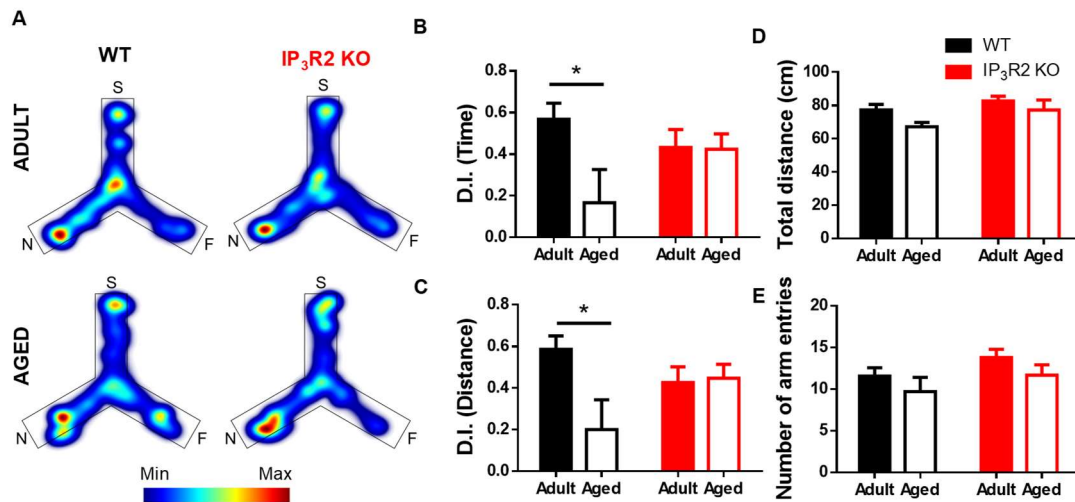 A
WT
IP₃R2 KO
ADULT
S
N
F
S
N
F
AGED
S
N
F
S
N
F
Min
Max
B
D.I. (Time)
0.8
0.6
0.4
0.2
0.0
*
Adult Aged Adult Aged
C
D.I. (Distance)
0.8
0.6
0.4
0.2
0.0
*
Adult Aged Adult Aged
D
WT
IP₃R2 KO
Total distance (cm)
100
80
60
40
20
0
Adult Aged Adult Aged
E
Number of arm entries
20
15
10
5
0
Adult Aged Adult Aged